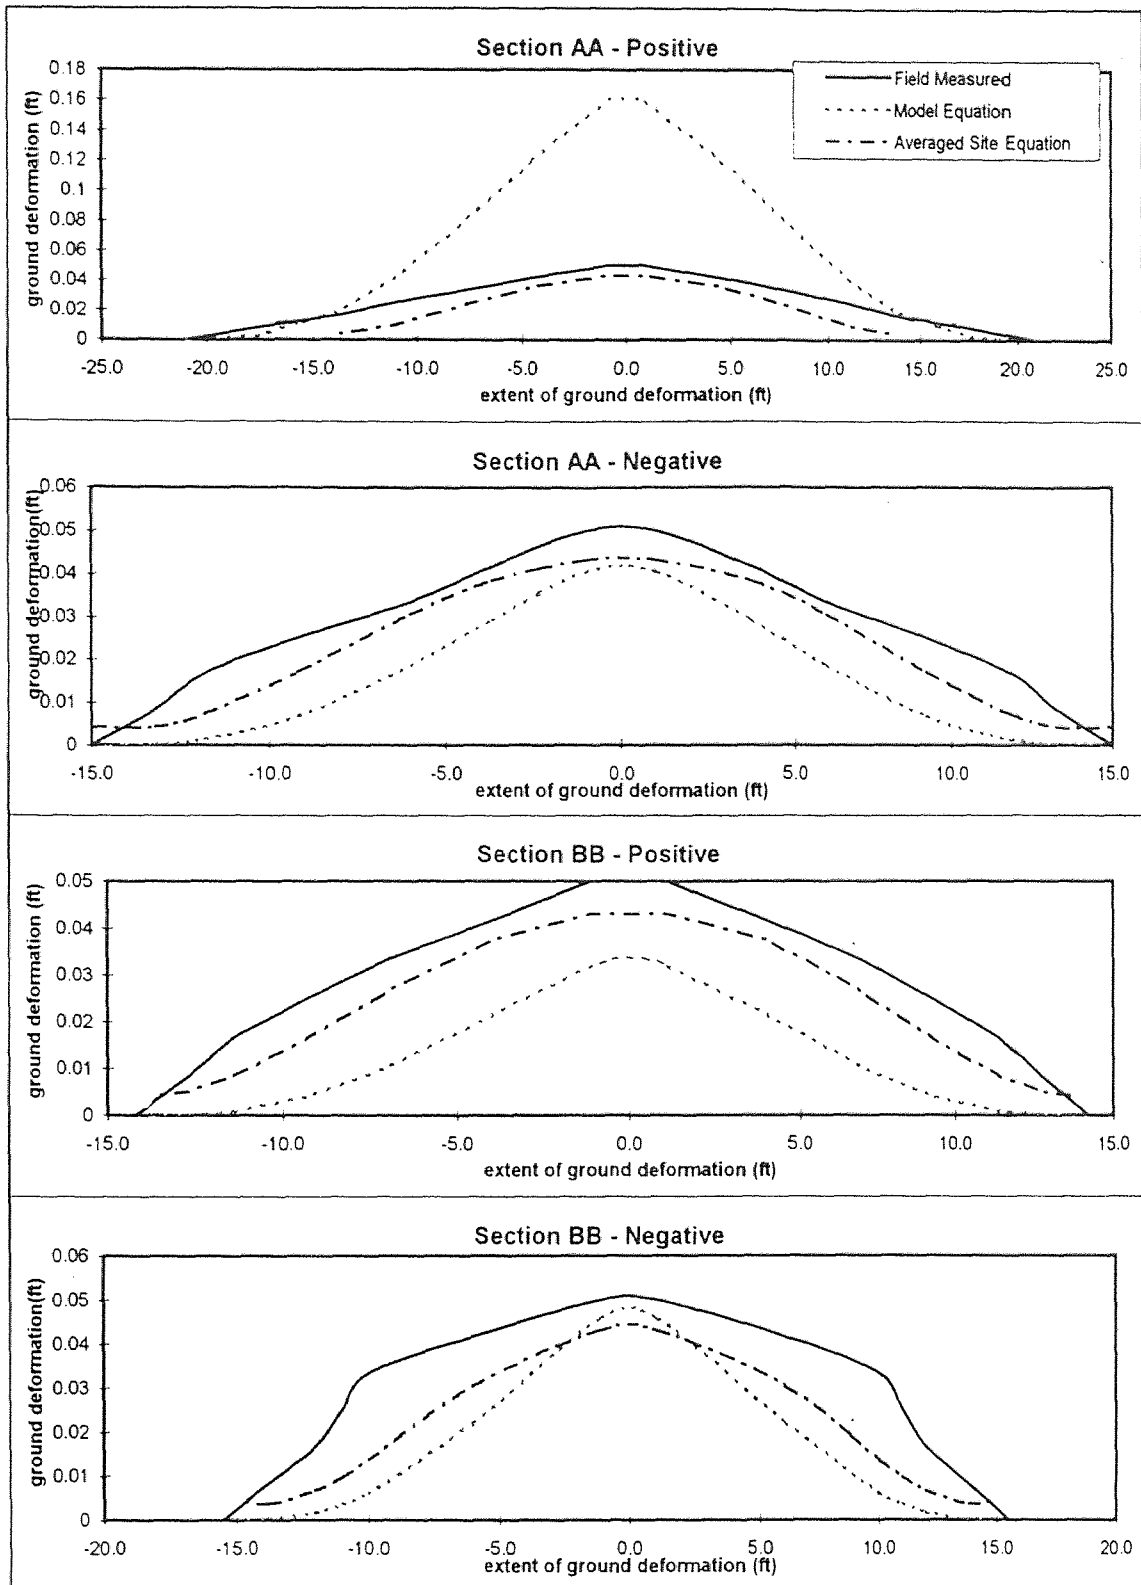 Section AA - Positive
ground deformation (ft)
0.18
0.16
0.14
0.12
0.1
0.08
0.06
0.04
0.02
0
Field Measured
Model Equation
Averaged Site Equation
-25.0 -20.0 -15.0 -10.0 -5.0 0.0 5.0 10.0 15.0 20.0 25.0
extent of ground deformation (ft)
Section AA - Negative
ground deformation(ft)
0.06
0.05
0.04
0.03
0.02
0.01
0
-15.0 -10.0 -5.0 0.0 5.0 10.0 15.0
extent of ground deformation (ft)
Section BB - Positive
ground deformation (ft)
0.05
0.04
0.03
0.02
0.01
0
-15.0 -10.0 -5.0 0.0 5.0 10.0 15.0
extent of ground deformation (ft)
Section BB - Negative
ground deformation(ft)
0.06
0.05
0.04
0.03
0.02
0.01
0
-20.0 -15.0 -10.0 -5.0 0.0 5.0 10.0 15.0 20.0
extent of ground deformation (ft)